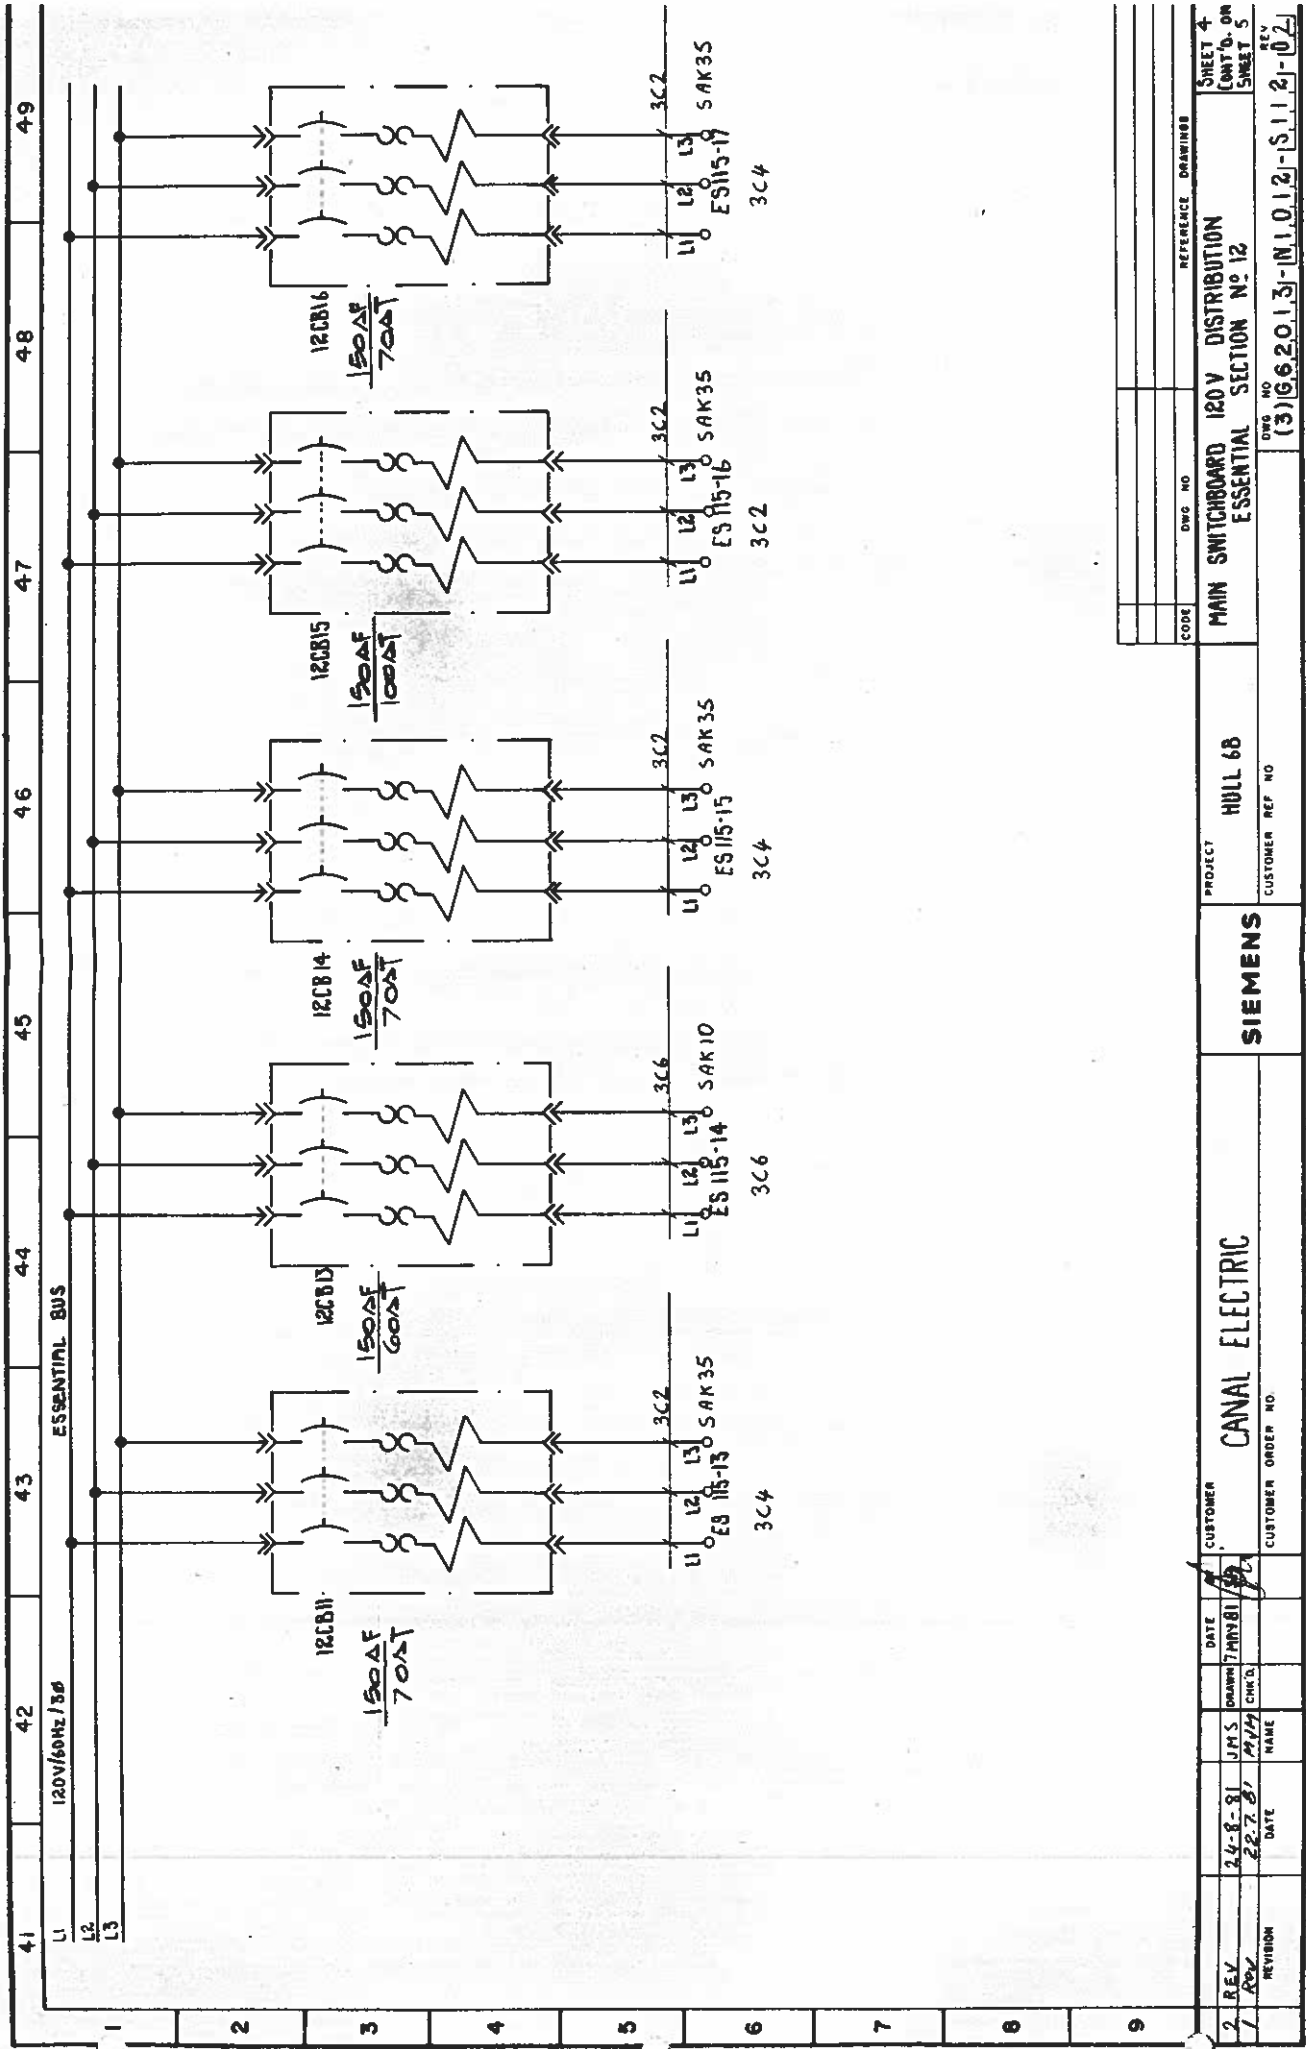 41 42 43 44 45 46 47 48 49
L1 120V/60Hz/3Ø ESSENTIAL BUS
L2
L3
1
2
3
4
5
6
7
8
9
12CB11
150AF
70AT
12CB13
150AF
60AT
12CB14
150AF
70AT
12CB15
150AF
100AT
12CB16
150AF
70AT
3C2
L1 L2 L3 SAK35
ES 115-13
3C4
3C6
L1 L2 L3 SAK10
ES 115-14
3C6
3C2
L1 L2 L3 SAK35
ES 115-15
3C4
3C2
L1 L2 L3 SAK35
ES 115-16
3C2
3C2
L1 L2 L3 SAK35
ES 115-17
3C4
CODE DWG NO REFERENCE DRAWINGS
2 REV 24-8-81 JMS
1 REV 22.7.81
REVISION DATE NAME
DATE
DRAWN 7 MAY 81
CHK'D.
CUSTOMER
CANAL ELECTRIC
CUSTOMER ORDER NO.
SIEMENS
PROJECT
HULL 6B
CUSTOMER REF NO
MAIN SWITCHBOARD 120V DISTRIBUTION
ESSENTIAL SECTION Nº 12
SHEET 4
CONT'D. ON
SHEET 5
DWG NO REV
(3)G62013-N1012-S112-02